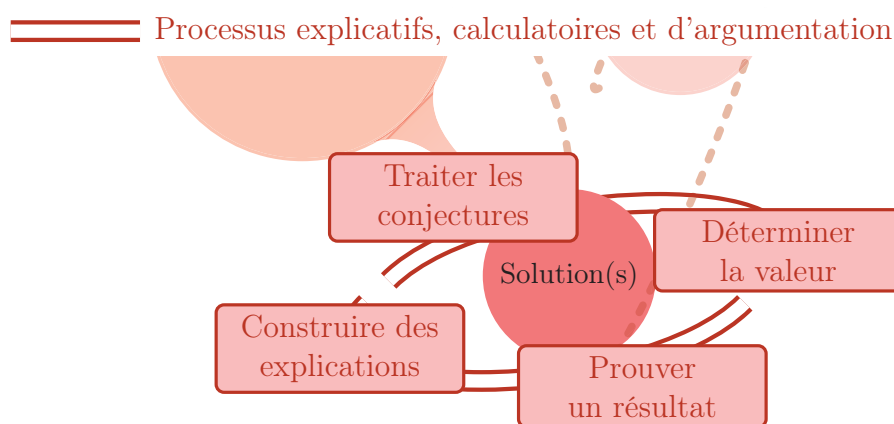 Processus explicatifs, calculatoires et d'argumentation
Traiter les
conjectures
Déterminer
la valeur
Solution(s)
Construire des
explications
Prouver
un résultat